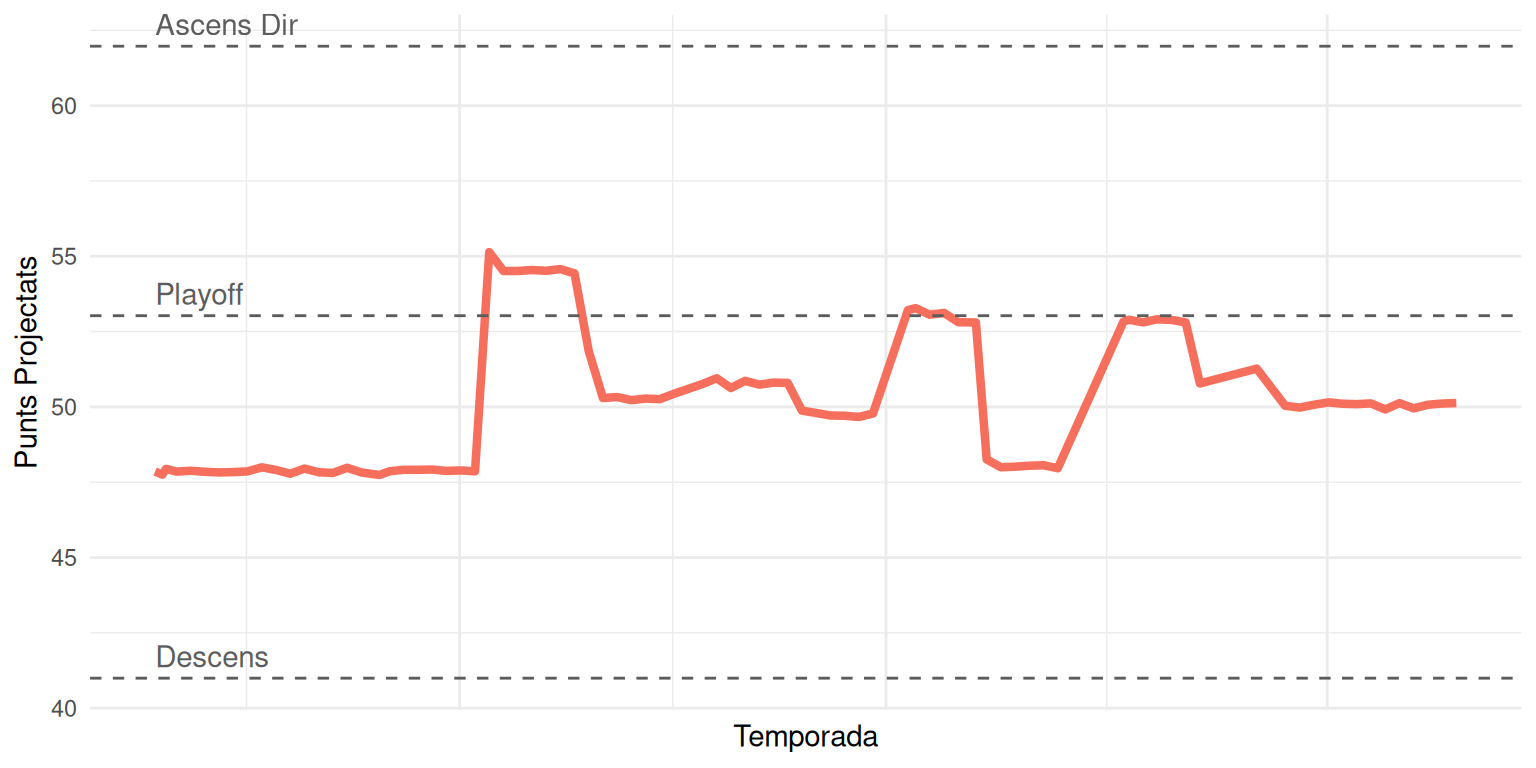 Ascens Dir
60
55
Playoff
Punts Projectats
50
45
Descens
40
Temporada